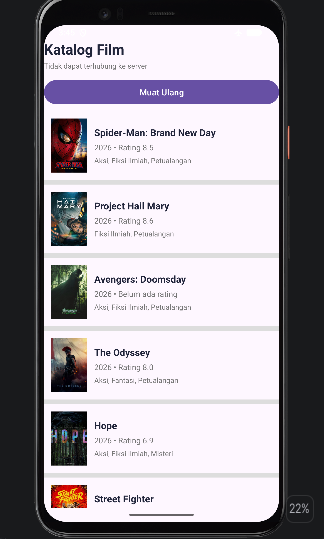 Katalog Film
Tidak dapat terhubung ke server
Muat Ulang
Spider-Man: Brand New Day
2026 • Rating 8.5
Aksi, Fiksi Ilmiah, Petualangan
Project Hail Mary
2026 • Rating 8.6
Fiksi Ilmiah, Petualangan
Avengers: Doomsday
2026 • Belum ada rating
Aksi, Fiksi Ilmiah, Petualangan
The Odyssey
2026 • Rating 8.0
Aksi, Fantasi, Petualangan
HOPE
Hope
2026 • Rating 6.9
Aksi, Fiksi Ilmiah, Misteri
STREET FIGHTER
Street Fighter
22%